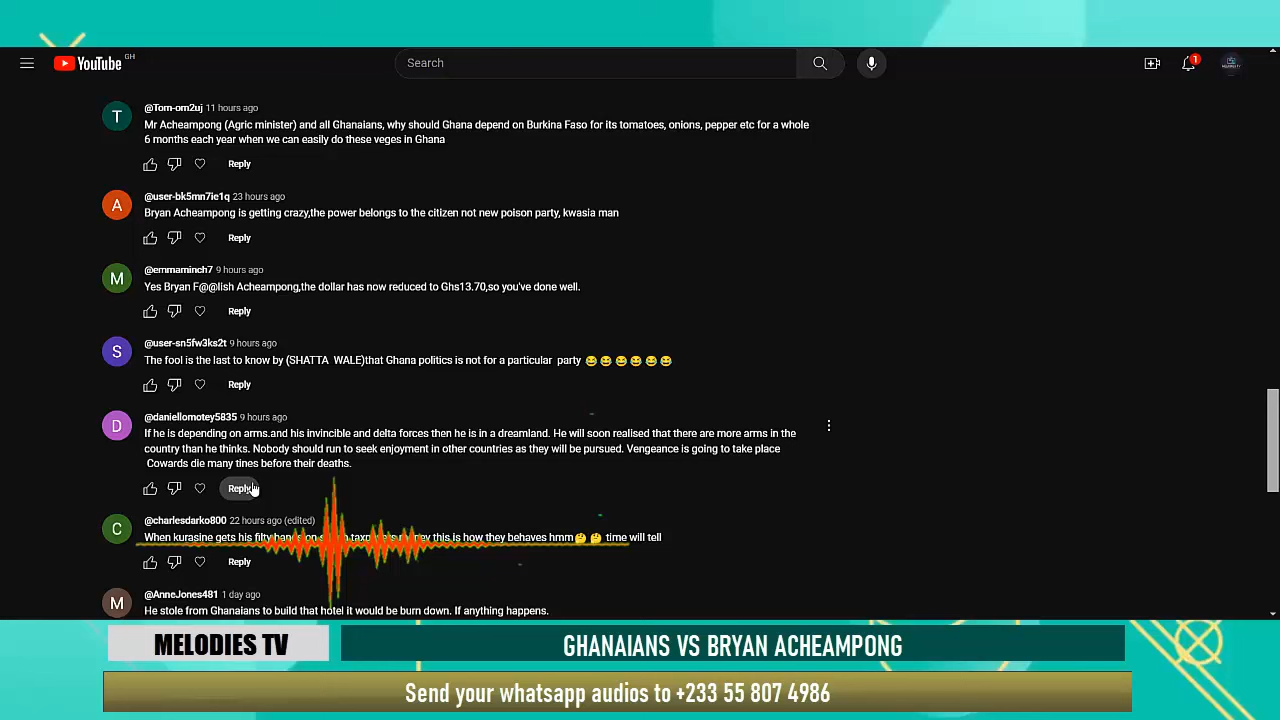 YouTube GH
Search
1
T
@Tom-om2uj 11 hours ago
Mr Acheampong (Agric minister) and all Ghanaians, why should Ghana depend on Burkina Faso for its tomatoes, onions, pepper etc for a whole
6 months each year when we can easily do these veges in Ghana
Reply
A
@user-bk5mn7ie1q 23 hours ago
Bryan Acheampong is getting crazy,the power belongs to the citizen not new poison party, kwasia man
Reply
M
@emmaminch7 9 hours ago
Yes Bryan F@@lish Acheampong,the dollar has now reduced to Ghs13.70,so you've done well.
Reply
S
@user-sn5fw3ks2t 9 hours ago
The fool is the last to know by (SHATTA WALE)that Ghana politics is not for a particular party 😂😂😂😂😂😂
Reply
D
@daniellomotey5835 9 hours ago
If he is depending on arms.and his invincible and delta forces then he is in a dreamland. He will soon realised that there are more arms in the
country than he thinks. Nobody should run to seek enjoyment in other countries as they will be pursued. Vengeance is going to take place
Cowards die many tines before their deaths.
Reply
C
@charlesdarko800 22 hours ago (edited)
When kurasine gets his filty hands on this is how they behaves hmm🤔🤔 time will tell
Reply
M
@AnneJones481 1 day ago
He stole from Ghanaians to build that hotel it would be burn down. If anything happens.
MELODIES TV
GHANAIANS VS BRYAN ACHEAMPONG
Send your whatsapp audios to +233 55 807 4986